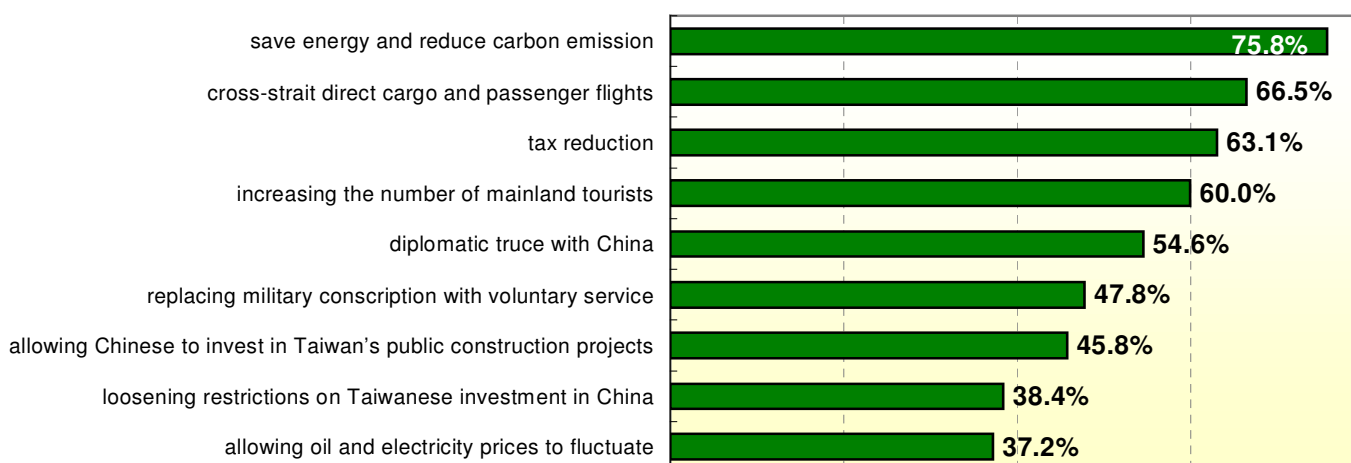 save energy and reduce carbon emission 75.8%
cross-strait direct cargo and passenger flights 66.5%
tax reduction 63.1%
increasing the number of mainland tourists 60.0%
diplomatic truce with China 54.6%
replacing military conscription with voluntary service 47.8%
allowing Chinese to invest in Taiwan’s public construction projects 45.8%
loosening restrictions on Taiwanese investment in China 38.4%
allowing oil and electricity prices to fluctuate 37.2%